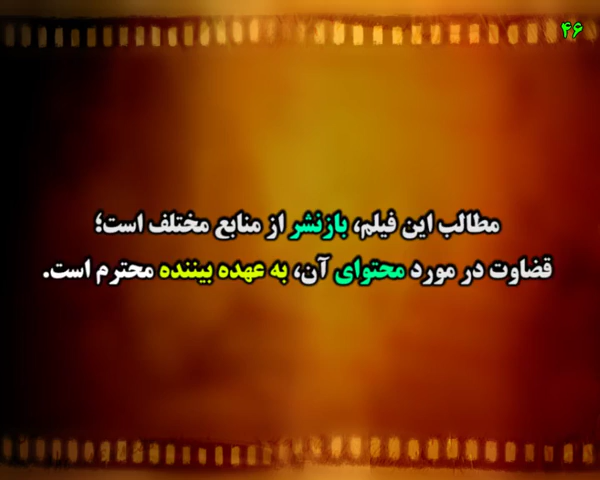 ۴۶
مطالب این فیلم، بازنشر از منابع مختلف است؛
قضاوت در مورد محتوای آن، به عهده بیننده محترم است.